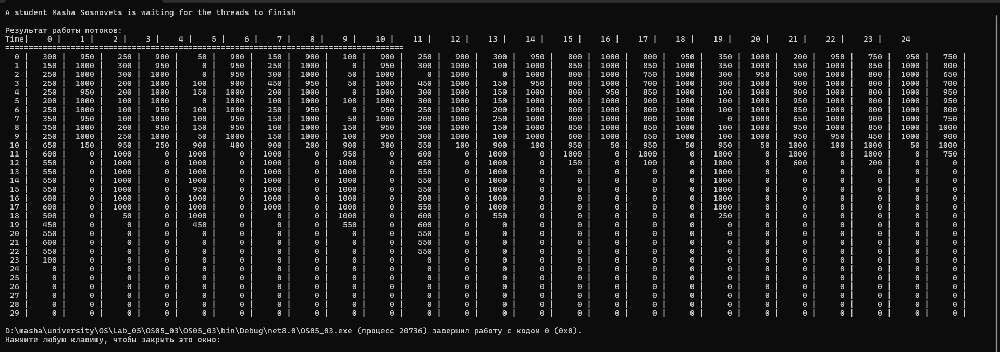 A student Masha Sosnovets is waiting for the threads to finish
Результат работы потоков:
Time| 0 | 1 | 2 | 3 | 4 | 5 | 6 | 7 | 8 | 9 | 10 | 11 | 12 | 13 | 14 | 15 | 16 | 17 | 18 | 19 | 20 | 21 | 22 | 23 | 24
=====================================================================================
0 | 300 | 950 | 250 | 900 | 50 | 900 | 150 | 900 | 100 | 900 | 250 | 900 | 300 | 950 | 800 | 1000 | 800 | 950 | 350 | 1000 | 200 | 950 | 750 | 950 | 750 |
1 | 150 | 1000 | 300 | 950 | 0 | 950 | 250 | 1000 | 0 | 950 | 300 | 1000 | 100 | 1000 | 850 | 1000 | 850 | 1000 | 350 | 1000 | 550 | 1000 | 850 | 1000 | 800 |
2 | 250 | 1000 | 300 | 1000 | 0 | 950 | 300 | 1000 | 50 | 1000 | 0 | 1000 | 0 | 1000 | 800 | 1000 | 750 | 1000 | 300 | 950 | 500 | 1000 | 800 | 1000 | 650 |
3 | 250 | 1000 | 200 | 1000 | 100 | 900 | 450 | 950 | 50 | 1000 | 450 | 1000 | 150 | 950 | 800 | 1000 | 700 | 1000 | 300 | 1000 | 900 | 1000 | 800 | 1000 | 700 |
4 | 250 | 950 | 200 | 1000 | 150 | 1000 | 200 | 1000 | 0 | 1000 | 300 | 1000 | 150 | 1000 | 800 | 950 | 850 | 1000 | 100 | 1000 | 900 | 1000 | 800 | 1000 | 950 |
5 | 200 | 1000 | 100 | 1000 | 0 | 1000 | 100 | 1000 | 100 | 1000 | 300 | 1000 | 150 | 1000 | 800 | 1000 | 900 | 1000 | 100 | 1000 | 950 | 1000 | 800 | 1000 | 950 |
6 | 250 | 1000 | 100 | 950 | 100 | 1000 | 250 | 950 | 0 | 950 | 250 | 1000 | 200 | 1000 | 800 | 1000 | 800 | 1000 | 100 | 1000 | 850 | 1000 | 800 | 1000 | 800 |
7 | 350 | 950 | 100 | 1000 | 100 | 950 | 150 | 1000 | 50 | 1000 | 200 | 1000 | 250 | 1000 | 800 | 1000 | 800 | 1000 | 0 | 1000 | 650 | 1000 | 900 | 1000 | 750 |
8 | 350 | 1000 | 200 | 950 | 150 | 950 | 100 | 1000 | 150 | 950 | 300 | 1000 | 150 | 1000 | 850 | 1000 | 850 | 1000 | 100 | 1000 | 950 | 1000 | 850 | 1000 | 1000 |
9 | 250 | 1000 | 250 | 1000 | 50 | 1000 | 150 | 1000 | 100 | 950 | 300 | 1000 | 100 | 1000 | 600 | 1000 | 650 | 1000 | 100 | 1000 | 950 | 950 | 450 | 1000 | 900 |
10 | 650 | 150 | 950 | 250 | 900 | 400 | 900 | 200 | 900 | 300 | 550 | 100 | 900 | 100 | 950 | 50 | 950 | 50 | 950 | 50 | 1000 | 100 | 1000 | 50 | 1000 |
11 | 600 | 0 | 1000 | 0 | 1000 | 0 | 1000 | 0 | 950 | 0 | 600 | 0 | 1000 | 0 | 1000 | 0 | 1000 | 0 | 1000 | 0 | 1000 | 0 | 1000 | 0 | 750 |
12 | 550 | 0 | 1000 | 0 | 1000 | 0 | 1000 | 0 | 1000 | 0 | 650 | 0 | 1000 | 0 | 150 | 0 | 100 | 0 | 1000 | 0 | 600 | 0 | 200 | 0 | 0 |
13 | 550 | 0 | 1000 | 0 | 1000 | 0 | 1000 | 0 | 1000 | 0 | 550 | 0 | 1000 | 0 | 0 | 0 | 0 | 0 | 1000 | 0 | 0 | 0 | 0 | 0 | 0 |
14 | 550 | 0 | 1000 | 0 | 1000 | 0 | 1000 | 0 | 1000 | 0 | 550 | 0 | 1000 | 0 | 0 | 0 | 0 | 0 | 1000 | 0 | 0 | 0 | 0 | 0 | 0 |
15 | 550 | 0 | 1000 | 0 | 950 | 0 | 1000 | 0 | 1000 | 0 | 550 | 0 | 1000 | 0 | 0 | 0 | 0 | 0 | 1000 | 0 | 0 | 0 | 0 | 0 | 0 |
16 | 600 | 0 | 1000 | 0 | 1000 | 0 | 1000 | 0 | 1000 | 0 | 500 | 0 | 1000 | 0 | 0 | 0 | 0 | 0 | 1000 | 0 | 0 | 0 | 0 | 0 | 0 |
17 | 600 | 0 | 1000 | 0 | 1000 | 0 | 1000 | 0 | 1000 | 0 | 550 | 0 | 1000 | 0 | 0 | 0 | 0 | 0 | 1000 | 0 | 0 | 0 | 0 | 0 | 0 |
18 | 500 | 0 | 50 | 0 | 1000 | 0 | 0 | 0 | 1000 | 0 | 600 | 0 | 550 | 0 | 0 | 0 | 0 | 0 | 250 | 0 | 0 | 0 | 0 | 0 | 0 |
19 | 450 | 0 | 0 | 0 | 450 | 0 | 0 | 0 | 550 | 0 | 600 | 0 | 0 | 0 | 0 | 0 | 0 | 0 | 0 | 0 | 0 | 0 | 0 | 0 | 0 |
20 | 550 | 0 | 0 | 0 | 0 | 0 | 0 | 0 | 0 | 0 | 550 | 0 | 0 | 0 | 0 | 0 | 0 | 0 | 0 | 0 | 0 | 0 | 0 | 0 | 0 |
21 | 600 | 0 | 0 | 0 | 0 | 0 | 0 | 0 | 0 | 0 | 550 | 0 | 0 | 0 | 0 | 0 | 0 | 0 | 0 | 0 | 0 | 0 | 0 | 0 | 0 |
22 | 550 | 0 | 0 | 0 | 0 | 0 | 0 | 0 | 0 | 0 | 550 | 0 | 0 | 0 | 0 | 0 | 0 | 0 | 0 | 0 | 0 | 0 | 0 | 0 | 0 |
23 | 100 | 0 | 0 | 0 | 0 | 0 | 0 | 0 | 0 | 0 | 0 | 0 | 0 | 0 | 0 | 0 | 0 | 0 | 0 | 0 | 0 | 0 | 0 | 0 | 0 |
24 | 0 | 0 | 0 | 0 | 0 | 0 | 0 | 0 | 0 | 0 | 0 | 0 | 0 | 0 | 0 | 0 | 0 | 0 | 0 | 0 | 0 | 0 | 0 | 0 | 0 |
25 | 0 | 0 | 0 | 0 | 0 | 0 | 0 | 0 | 0 | 0 | 0 | 0 | 0 | 0 | 0 | 0 | 0 | 0 | 0 | 0 | 0 | 0 | 0 | 0 | 0 |
26 | 0 | 0 | 0 | 0 | 0 | 0 | 0 | 0 | 0 | 0 | 0 | 0 | 0 | 0 | 0 | 0 | 0 | 0 | 0 | 0 | 0 | 0 | 0 | 0 | 0 |
27 | 0 | 0 | 0 | 0 | 0 | 0 | 0 | 0 | 0 | 0 | 0 | 0 | 0 | 0 | 0 | 0 | 0 | 0 | 0 | 0 | 0 | 0 | 0 | 0 | 0 |
28 | 0 | 0 | 0 | 0 | 0 | 0 | 0 | 0 | 0 | 0 | 0 | 0 | 0 | 0 | 0 | 0 | 0 | 0 | 0 | 0 | 0 | 0 | 0 | 0 | 0 |
29 | 0 | 0 | 0 | 0 | 0 | 0 | 0 | 0 | 0 | 0 | 0 | 0 | 0 | 0 | 0 | 0 | 0 | 0 | 0 | 0 | 0 | 0 | 0 | 0 | 0 |
D:\masha\university\OS\Lab_05\OS05_03\OS05_03\bin\Debug\net8.0\OS05_03.exe (процесс 20736) завершил работу с кодом 0 (0x0).
Нажмите любую клавишу, чтобы закрыть это окно: